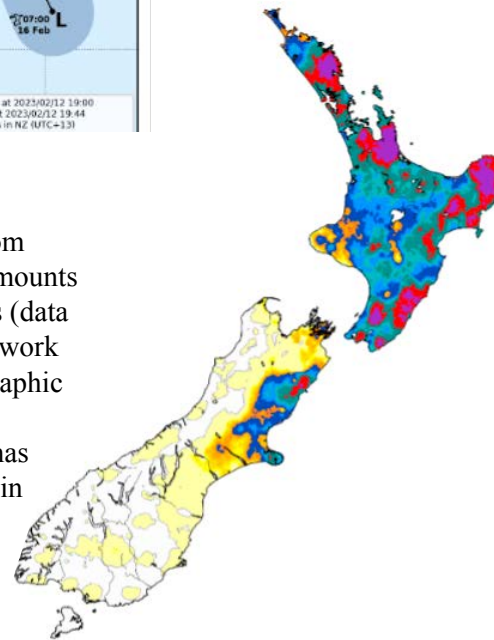 07:00 L
16 Feb
at 2023/02/12 19:00
t 2023/02/12 19:44
s in NZ (UTC+13)
om
mounts
s (data
work
aphic
has
in